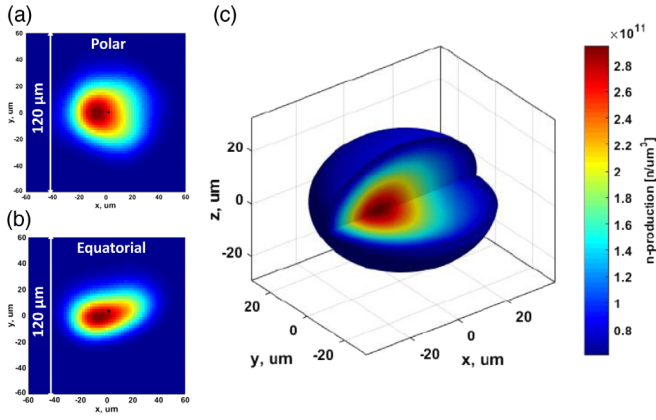 (a)
Polar
120 µm
y, um
60
40
20
0
-20
-40
-60
-60 -40 -20 0 20 40 60
x, um
(b)
Equatorial
120 µm
y, um
60
40
20
0
-20
-40
-60
-60 -40 -20 0 20 40 60
x, um
(c)
z, um
20
0
-20
20
0
-20
y, um
-20
0
20
x, um
×10¹¹
2.8
2.6
2.4
2.2
2
1.8
1.6
1.4
1.2
1
0.8
n-production [n/um³]